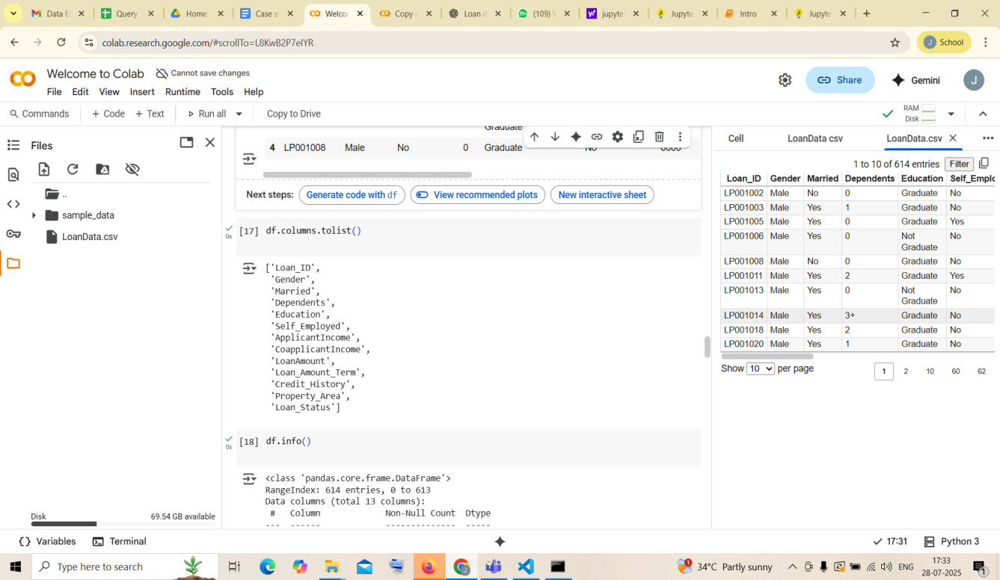 Data E
Query
Home
Case st
Welcor
Copy o
Loan d
(109) V
jupyte
Jupyte
Intro
Jupyte
colab.research.google.com/#scrollTo=L8KwB2P7eIYR
School
Welcome to Colab
Cannot save changes
File Edit View Insert Runtime Tools Help
Share
Gemini
J
Commands + Code + Text Run all Copy to Drive
RAM
Disk
Files
..
sample_data
LoanData.csv
Disk 69.54 GB available
Graduate
4 LP001008 Male No 0 Graduate No
Next steps: Generate code with df View recommended plots New interactive sheet
0s [17] df.columns.tolist()
['Loan_ID',
'Gender',
'Married',
'Dependents',
'Education',
'Self_Employed',
'ApplicantIncome',
'CoapplicantIncome',
'LoanAmount',
'Loan_Amount_Term',
'Credit_History',
'Property_Area',
'Loan_Status']
0s [18] df.info()
<class 'pandas.core.frame.DataFrame'>
RangeIndex: 614 entries, 0 to 613
Data columns (total 13 columns):
# Column Non-Null Count Dtype
--- ------ -------------- -----
Cell LoanData csv LoanData.csv
1 to 10 of 614 entries Filter
Loan_ID Gender Married Dependents Education Self_Emplo
LP001002 Male No 0 Graduate No
LP001003 Male Yes 1 Graduate No
LP001005 Male Yes 0 Graduate Yes
LP001006 Male Yes 0 Not Graduate No
LP001008 Male No 0 Graduate No
LP001011 Male Yes 2 Graduate Yes
LP001013 Male Yes 0 Not Graduate No
LP001014 Male Yes 3+ Graduate No
LP001018 Male Yes 2 Graduate No
LP001020 Male Yes 1 Graduate No
Show 10 per page 1 2 10 60 62
Variables Terminal
17:31 Python 3
Type here to search
34°C Partly sunny
ENG
17:33
28-07-2025